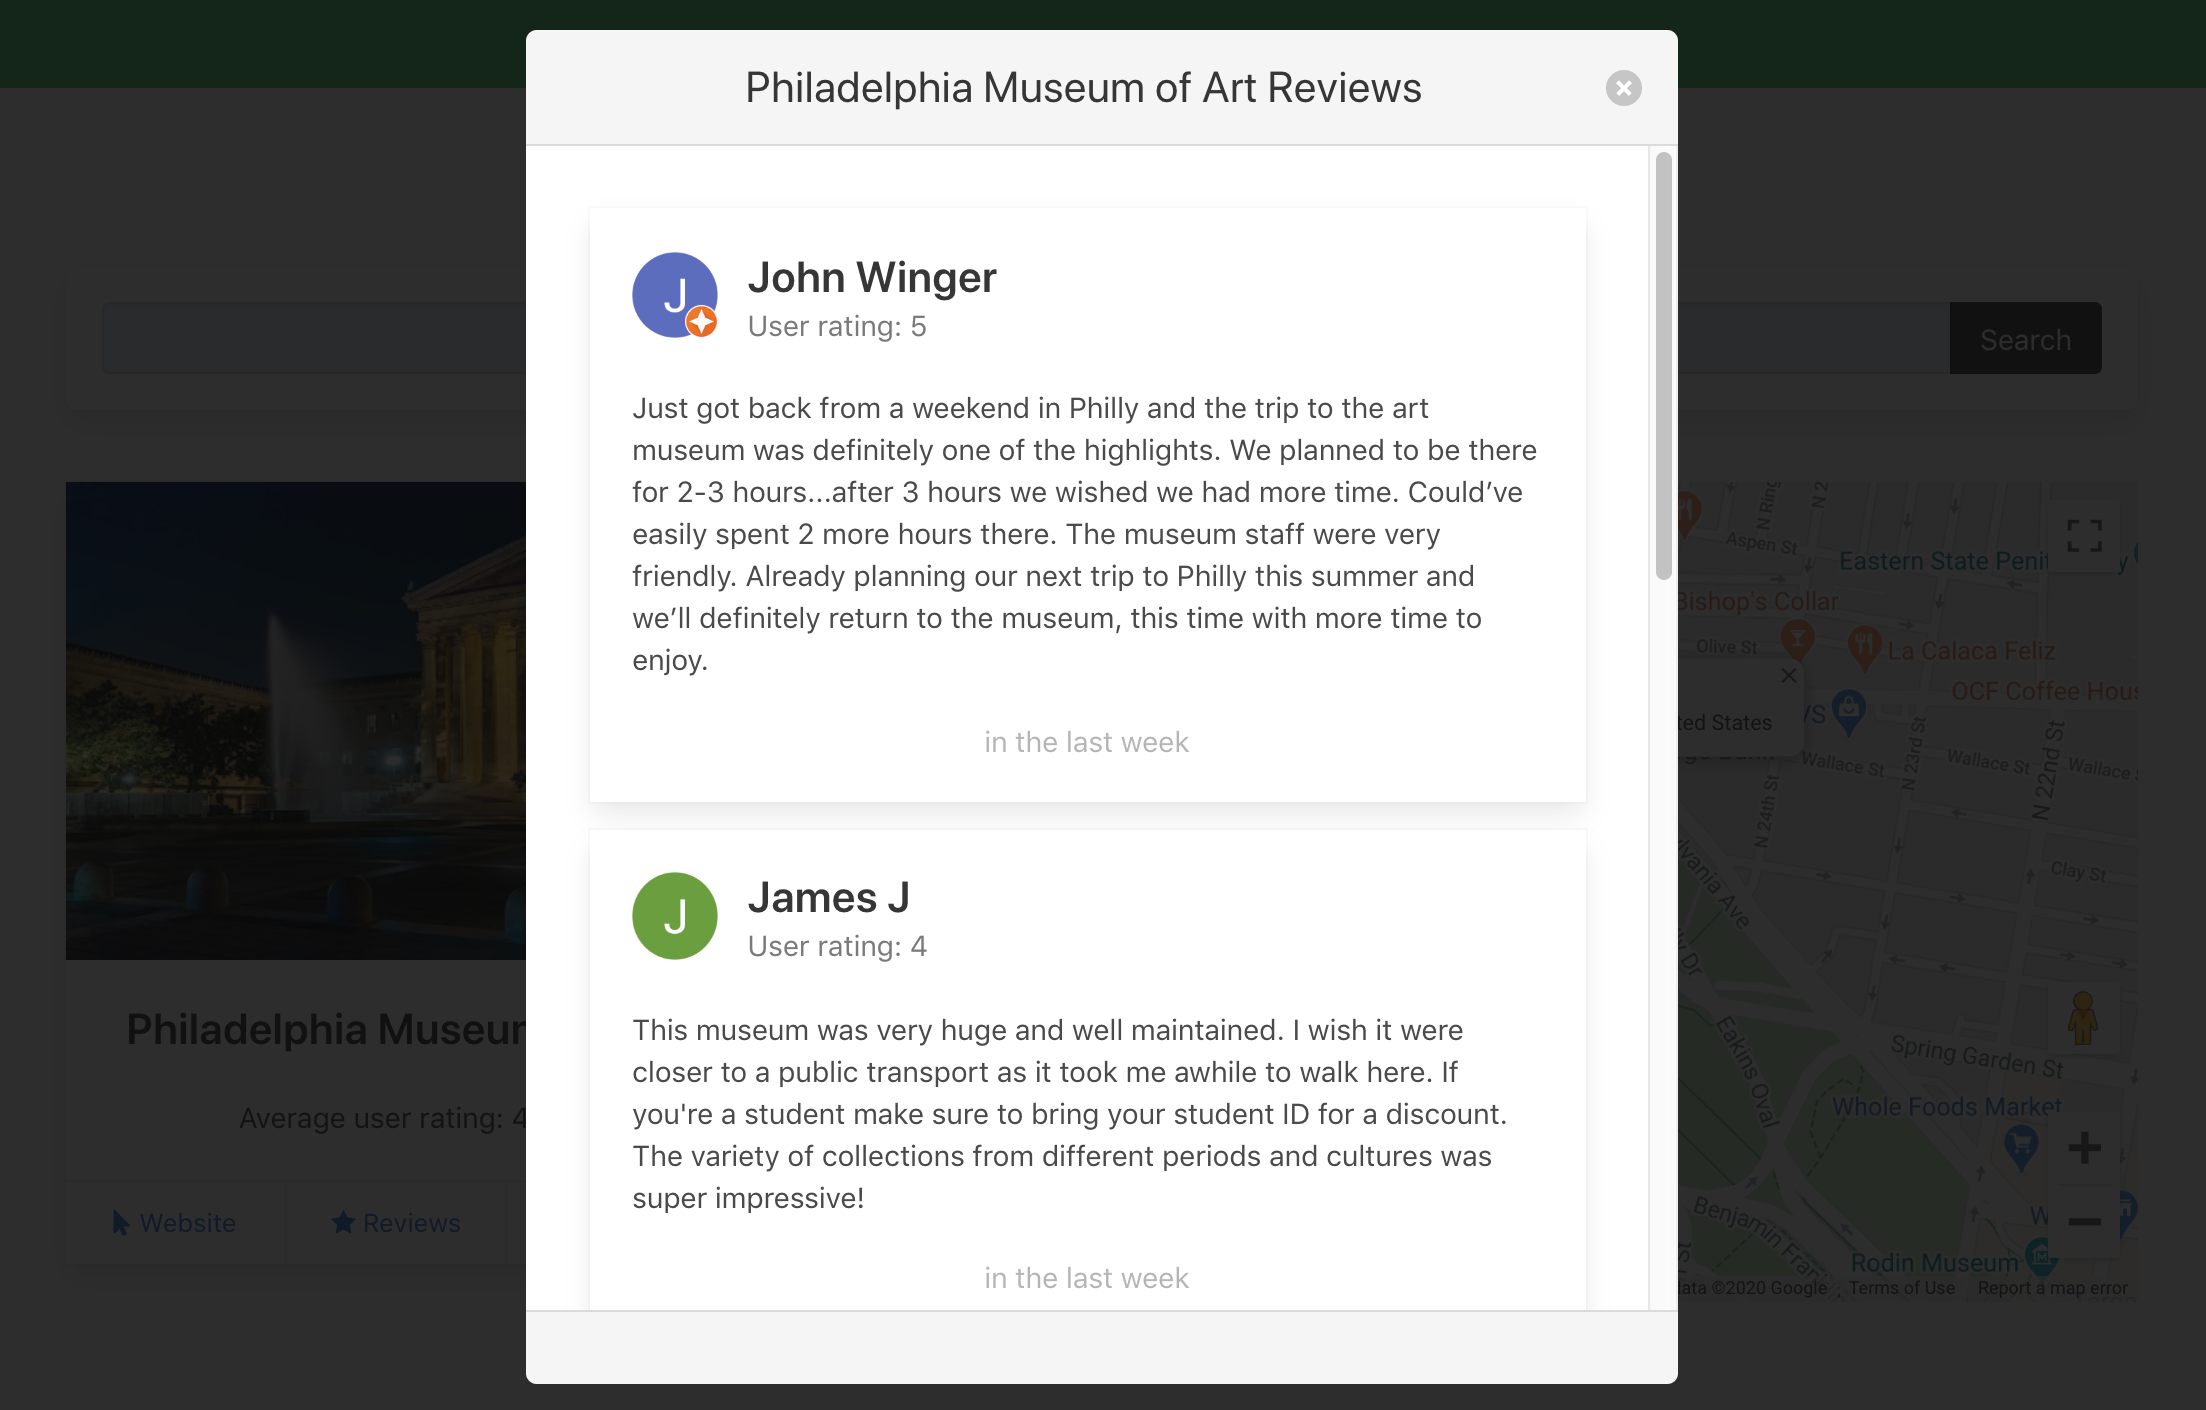 Philadelphia Museum of Art Reviews
J
John Winger
User rating: 5
Just got back from a weekend in Philly and the trip to the art
museum was definitely one of the highlights. We planned to be there
for 2-3 hours...after 3 hours we wished we had more time. Could’ve
easily spent 2 more hours there. The museum staff were very
friendly. Already planning our next trip to Philly this summer and
we’ll definitely return to the museum, this time with more time to
enjoy.
in the last week
J
James J
User rating: 4
This museum was very huge and well maintained. I wish it were
closer to a public transport as it took me awhile to walk here. If
you're a student make sure to bring your student ID for a discount.
The variety of collections from different periods and cultures was
super impressive!
in the last week
Search
Philadelphia Museum
Average user rating: 4
Website
Reviews
N Ring
N 2
Aspen St
Eastern State Penit
y
Bishop's Collar
Olive St
La Calaca Feliz
OCF Coffee Hous
VS
ted States
Wallace St
N 23rd St
Wallace St
N 22nd St
Wallace
N 24th St
Clay St
lvania Ave
ly Dr
Eakins Oval
Spring Garden St
Whole Foods Market
W
Benjamin Fran
Rodin Museum
ata ©2020 Google
Terms of Use
Report a map error